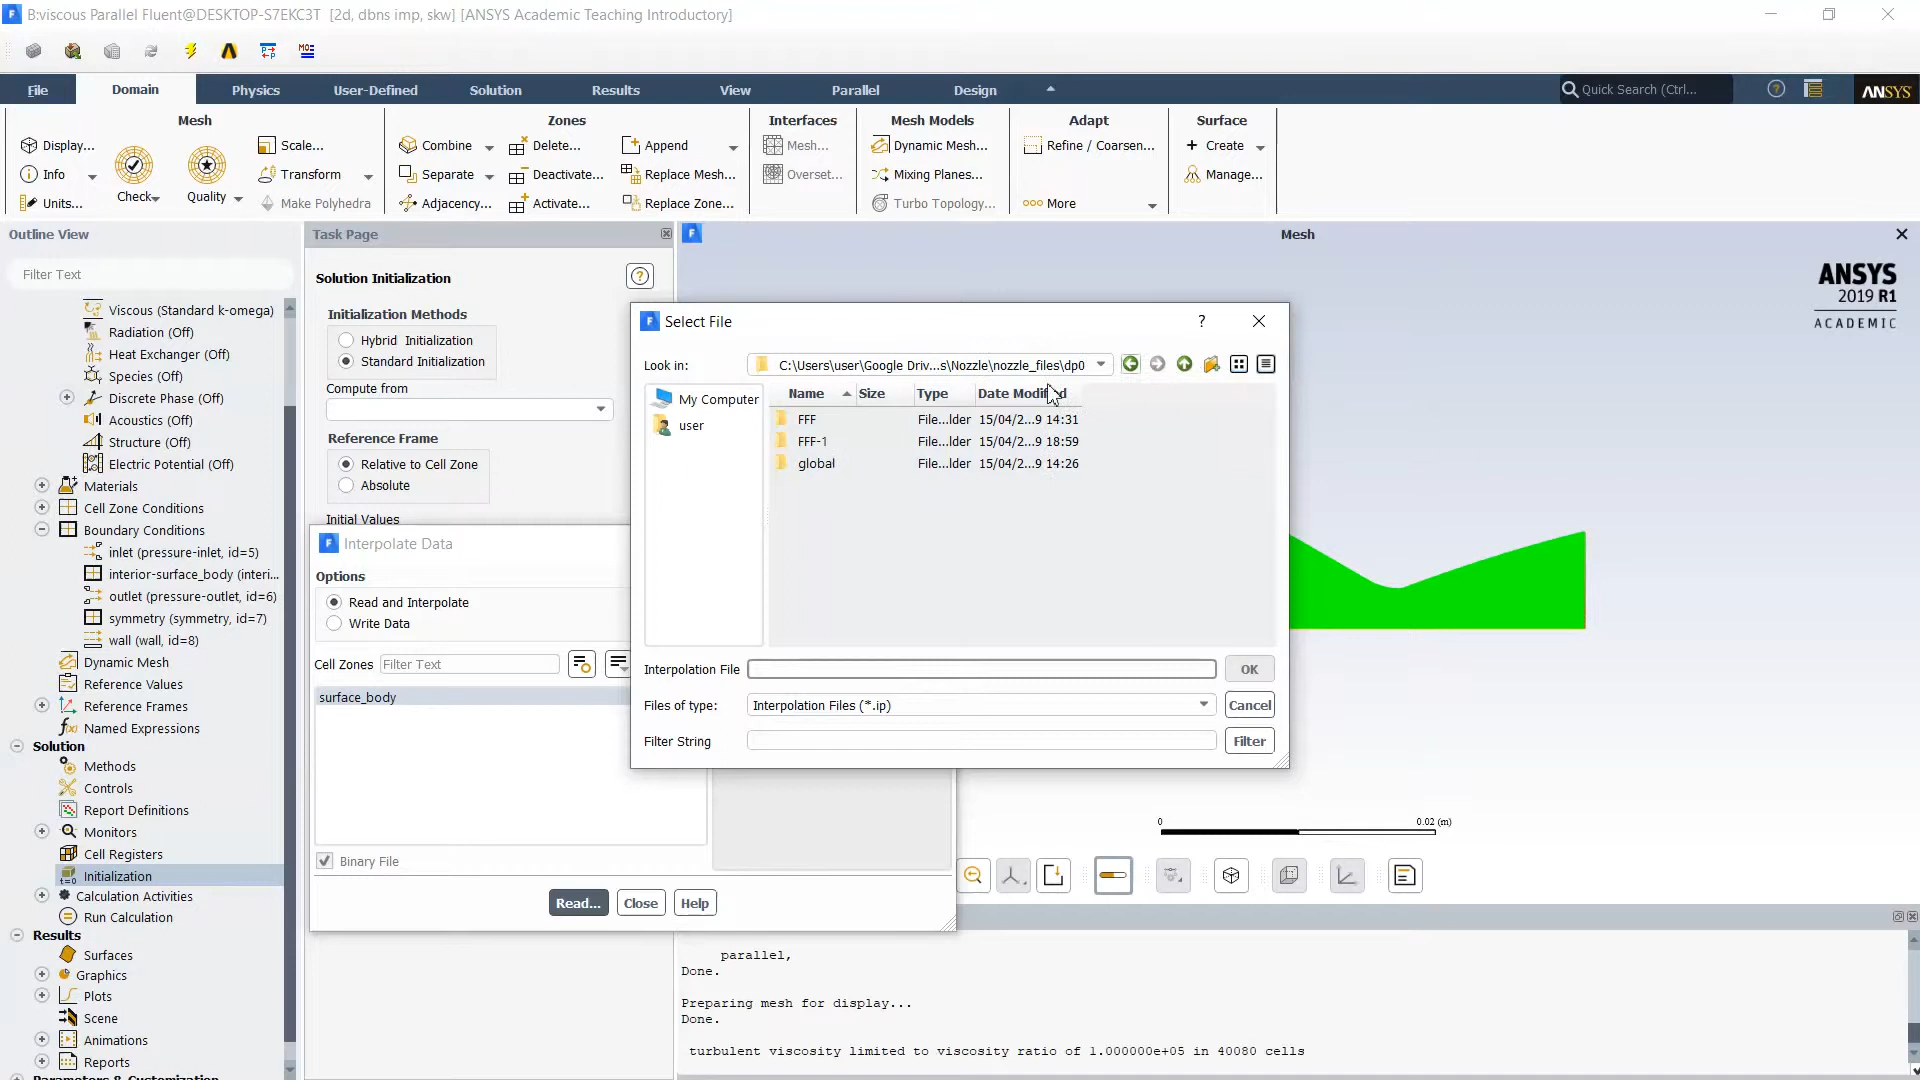 B:viscous Parallel Fluent@DESKTOP-S7EKC3T [2d, dbns imp, skw] [ANSYS Academic Teaching Introductory]
File Domain Physics User-Defined Solution Results View Parallel Design Quick Search (Ctrl... ANSYS
Mesh Zones Interfaces Mesh Models Adapt Surface
Display... Scale... Combine Delete... Append Mesh... Dynamic Mesh... Refine / Coarsen... Create
Info Check Quality Transform Separate Deactivate... Replace Mesh... Overset... Mixing Planes... Manage...
Units... Make Polyhedra Adjacency... Activate... Replace Zone... Turbo Topology... More
Outline View
Filter Text
Viscous (Standard k-omega)
Radiation (Off)
Heat Exchanger (Off)
Species (Off)
Discrete Phase (Off)
Acoustics (Off)
Structure (Off)
Electric Potential (Off)
Materials
Cell Zone Conditions
Boundary Conditions
inlet (pressure-inlet, id=5)
interior-surface_body (interi...
outlet (pressure-outlet, id=6)
symmetry (symmetry, id=7)
wall (wall, id=8)
Dynamic Mesh
Reference Values
Reference Frames
Named Expressions
Solution
Methods
Controls
Report Definitions
Monitors
Cell Registers
Initialization
Calculation Activities
Run Calculation
Results
Surfaces
Graphics
Plots
Scene
Animations
Reports
Task Page
Solution Initialization
Initialization Methods
Hybrid Initialization
Standard Initialization
Compute from
Reference Frame
Relative to Cell Zone
Absolute
Initial Values
Interpolate Data
Options
Read and Interpolate
Write Data
Cell Zones Filter Text
surface_body
Binary File
Read... Close Help
Select File
Look in: C:\Users\user\Google Driv...s\Nozzle\nozzle_files\dp0
My Computer
user
Name Size Type
FFF File...lder 15/04/2...9 14:31
FFF-1 File...lder 15/04/2...9 18:59
global File...lder 15/04/2...9 14:26
Interpolation File OK
Files of type: Interpolation Files (*.ip) Cancel
Filter String Filter
Mesh
ANSYS
2019 R1
ACADEMIC
0 0.02 (m)
parallel,
Done.
Preparing mesh for display...
Done.
turbulent viscosity limited to viscosity ratio of 1.000000e+05 in 40080 cells